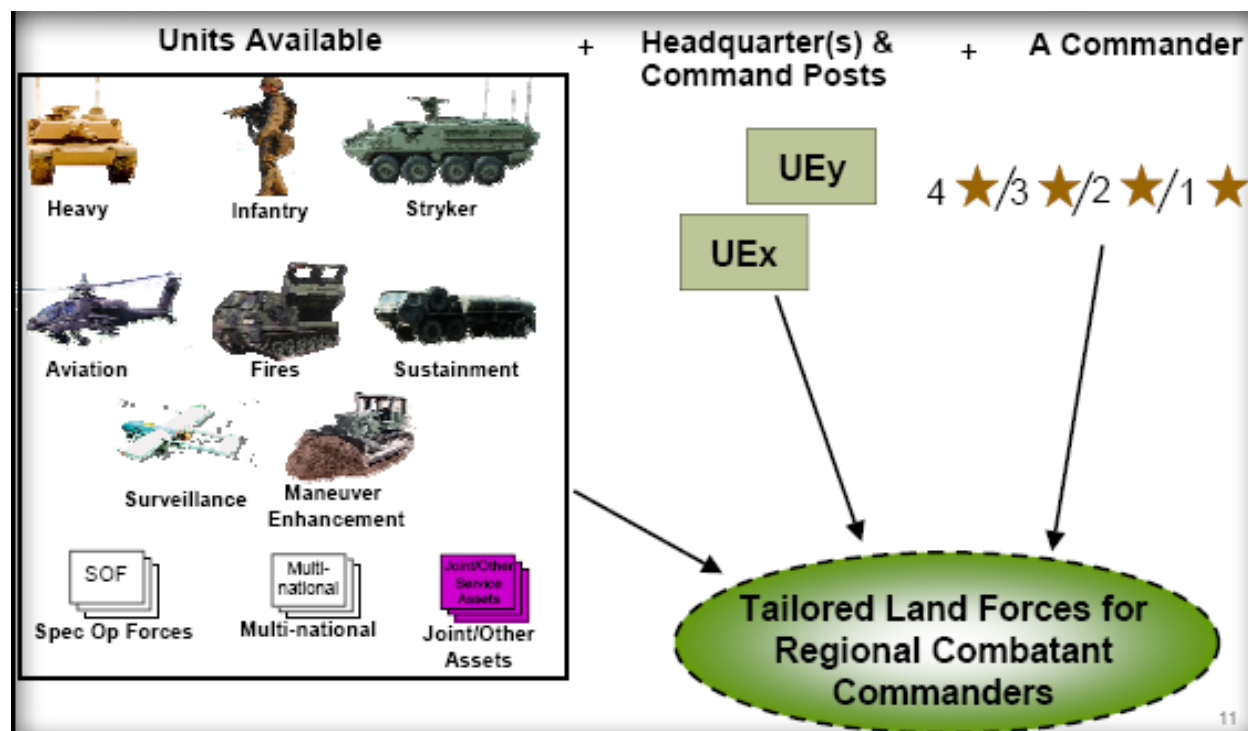 Units Available
+
Headquarter(s) &
Command Posts
+
A Commander
Heavy
Infantry
Stryker
UEy
UEx
4 ★/3 ★/2 ★/1 ★
Aviation
Fires
Sustainment
Surveillance
Maneuver
Enhancement
SOF
Spec Op Forces
Multi-
national
Multi-national
Joint/Other
Service
Assets
Joint/Other
Assets
Tailored Land Forces for
Regional Combatant
Commanders
11